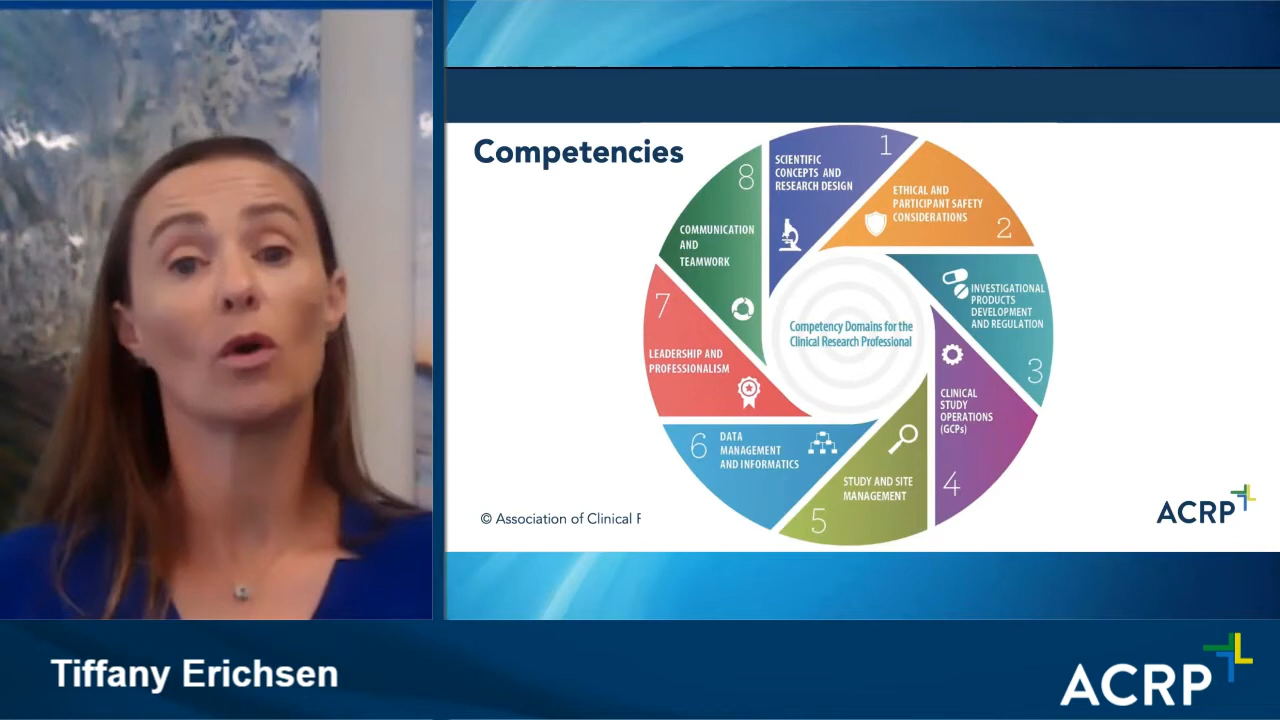 Competencies
1
SCIENTIFIC
CONCEPTS AND
RESEARCH DESIGN
ETHICAL AND
PARTICIPANT SAFETY
CONSIDERATIONS
2
INVESTIGATIONAL
PRODUCTS
DEVELOPMENT
AND REGULATION
3
CLINICAL
STUDY
OPERATIONS
(GCPs)
4
STUDY AND SITE
MANAGEMENT
5
6
DATA
MANAGEMENT
AND INFORMATICS
7
LEADERSHIP AND
PROFESSIONALISM
8
COMMUNICATION
AND
TEAMWORK
Competency Domains for the
Clinical Research Professional
© Association of Clinical
ACRP
Tiffany Erichsen
ACRP